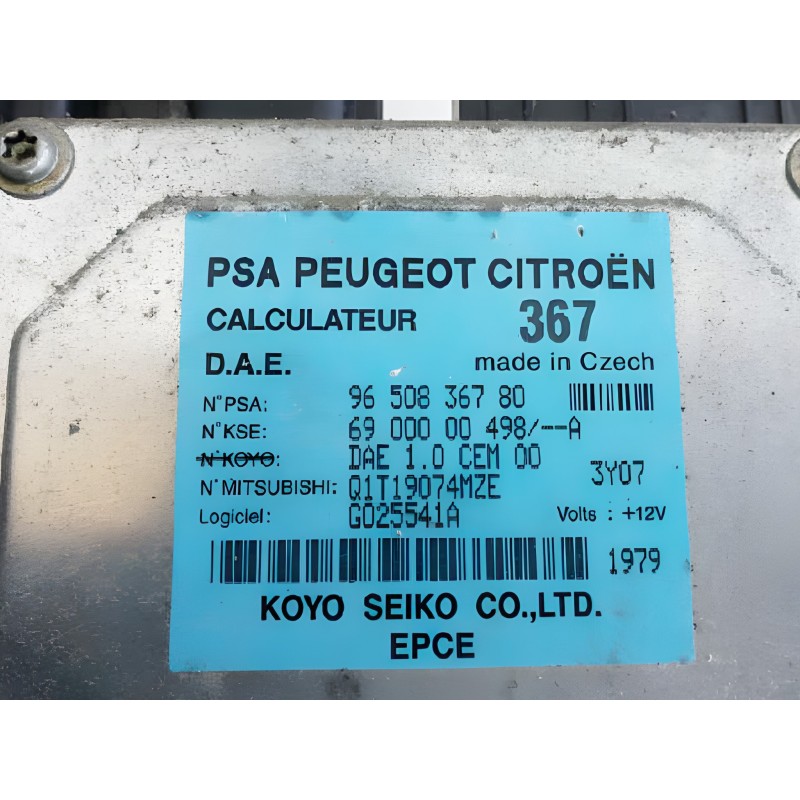 PSA PEUGEOT CITROËN
CALCULATEUR 367
D.A.E. made in Czech
N° PSA: 96 508 367 80
N° KSE: 69 000 00 498/--A
N° KOYO: DAE 1.0 CEM 00
N° MITSUBISHI: Q1T19074MZE 3Y07
Logiciel: G025541A Volts : +12V
1979
KOYO SEIKO CO.,LTD.
EPCE